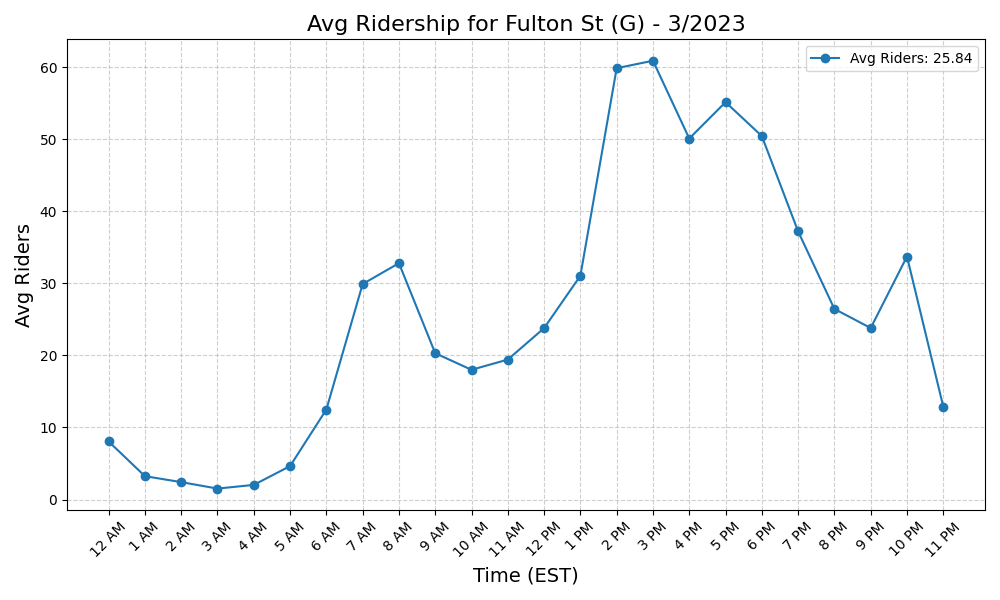 Avg Ridership for Fulton St (G) - 3/2023
Avg Riders: 25.84
Avg Riders
60
50
40
30
20
10
0
12 AM
1 AM
2 AM
3 AM
4 AM
5 AM
6 AM
7 AM
8 AM
9 AM
10 AM
11 AM
12 PM
1 PM
2 PM
3 PM
4 PM
5 PM
6 PM
7 PM
8 PM
9 PM
10 PM
11 PM
Time (EST)